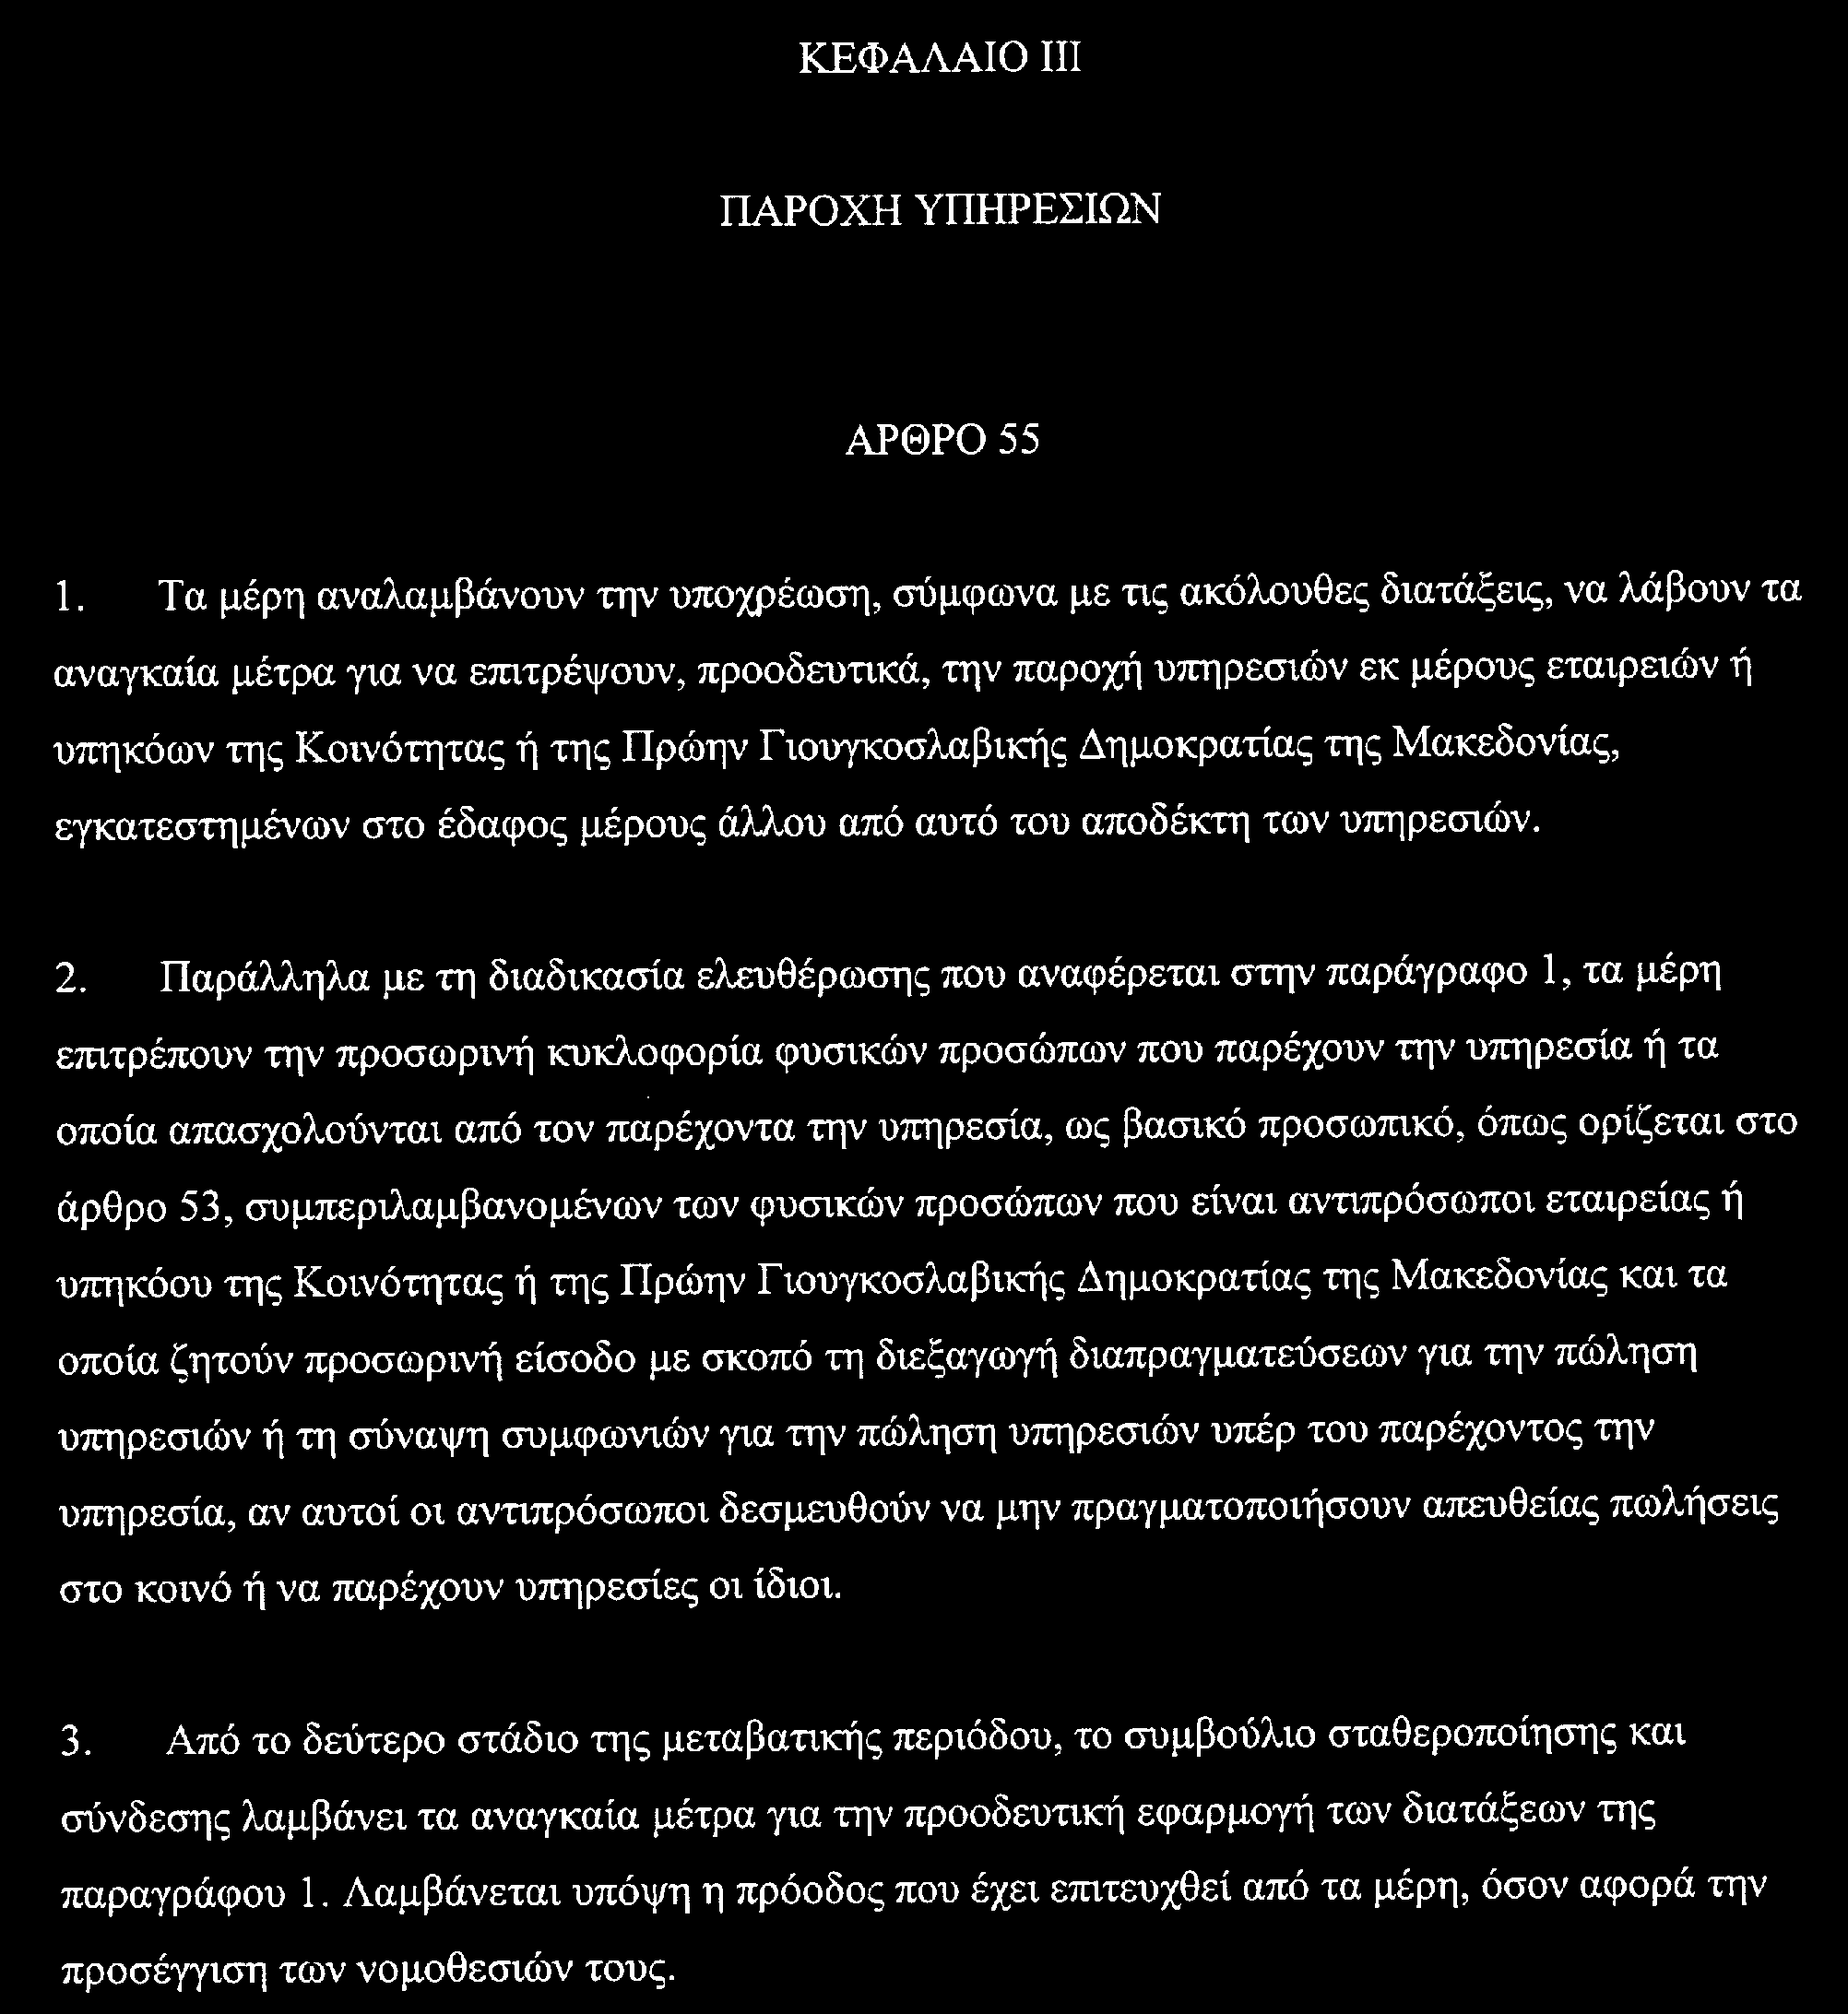 ΚΕΦΑΛΑΙΟ ΙΙΙ
ΠΑΡΟΧΗ ΥΠΗΡΕΣΙΩΝ
ΑΡΘΡΟ 55
1. Τα μέρη αναλαμβάνουν την υποχρέωση, σύμφωνα με τις ακόλουθες διατάξεις, να λάβουν τα
αναγκαία μέτρα για να επιτρέψουν, προοδευτικά, την παροχή υπηρεσιών εκ μέρους εταιρειών ή
υπηκόων της Κοινότητας ή της Πρώην Γιουγκοσλαβικής Δημοκρατίας της Μακεδονίας,
εγκατεστημένων στο έδαφος μέρους άλλου από αυτό του αποδέκτη των υπηρεσιών.
2. Παράλληλα με τη διαδικασία ελευθέρωσης που αναφέρεται στην παράγραφο 1, τα μέρη
επιτρέπουν την προσωρινή κυκλοφορία φυσικών προσώπων που παρέχουν την υπηρεσία ή τα
οποία απασχολούνται από τον παρέχοντα την υπηρεσία, ως βασικό προσωπικό, όπως ορίζεται στο
άρθρο 53, συμπεριλαμβανομένων των φυσικών προσώπων που είναι αντιπρόσωποι εταιρείας ή
υπηκόου της Κοινότητας ή της Πρώην Γιουγκοσλαβικής Δημοκρατίας της Μακεδονίας και τα
οποία ζητούν προσωρινή είσοδο με σκοπό τη διεξαγωγή διαπραγματεύσεων για την πώληση
υπηρεσιών ή τη σύναψη συμφωνιών για την πώληση υπηρεσιών υπέρ του παρέχοντος την
υπηρεσία, αν αυτοί οι αντιπρόσωποι δεσμευθούν να μην πραγματοποιήσουν απευθείας πωλήσεις
στο κοινό ή να παρέχουν υπηρεσίες οι ίδιοι.
3. Από το δεύτερο στάδιο της μεταβατικής περιόδου, το συμβούλιο σταθεροποίησης και
σύνδεσης λαμβάνει τα αναγκαία μέτρα για την προοδευτική εφαρμογή των διατάξεων της
παραγράφου 1. Λαμβάνεται υπόψη η πρόοδος που έχει επιτευχθεί από τα μέρη, όσον αφορά την
προσέγγιση των νομοθεσιών τους.